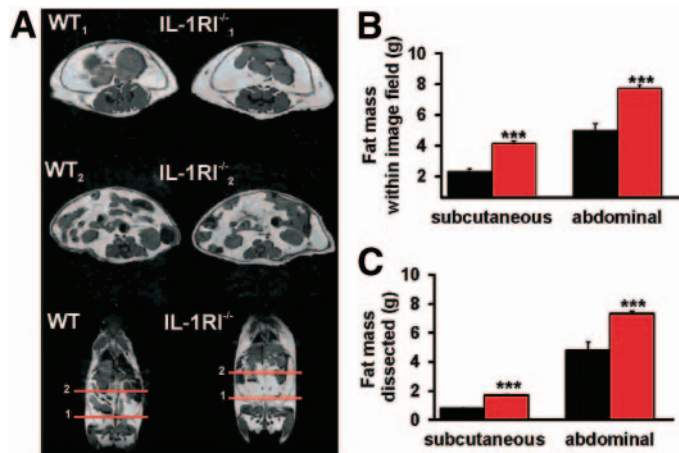 A
WT1 IL-1RI-/-1
WT2 IL-1RI-/-2
WT IL-1RI-/-
2 2
1 1
B
Fat mass
within image field (g)
10
8
6
4
2
***
***
subcutaneous abdominal
C
Fat mass
dissected (g)
8
6
4
2
0
***
***
subcutaneous abdominal